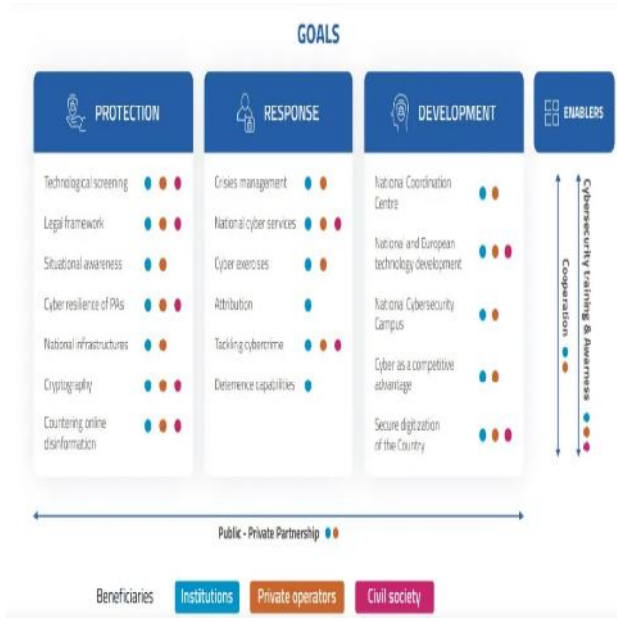 GOALS
PROTECTION
Technological screening
Legal framework
Situational awareness
Cyber resilience of PAs
National infrastructures
Cryptography
Countering online
disinformation
RESPONSE
Crisies management
National cyber services
Cyber exercises
Attribution
Tackling cybercrime
Deterrence capabilities
DEVELOPMENT
National Coordination
Centre
National and European
technology development
National Cybersecurity
Campus
Cyber as a competitive
advantage
Secure digitization
of the Country
ENABLERS
Cooperation
Cybersecurity training & Awarness
Public - Private Partnership
Beneficiaries
Institutions
Private operators
Civil society